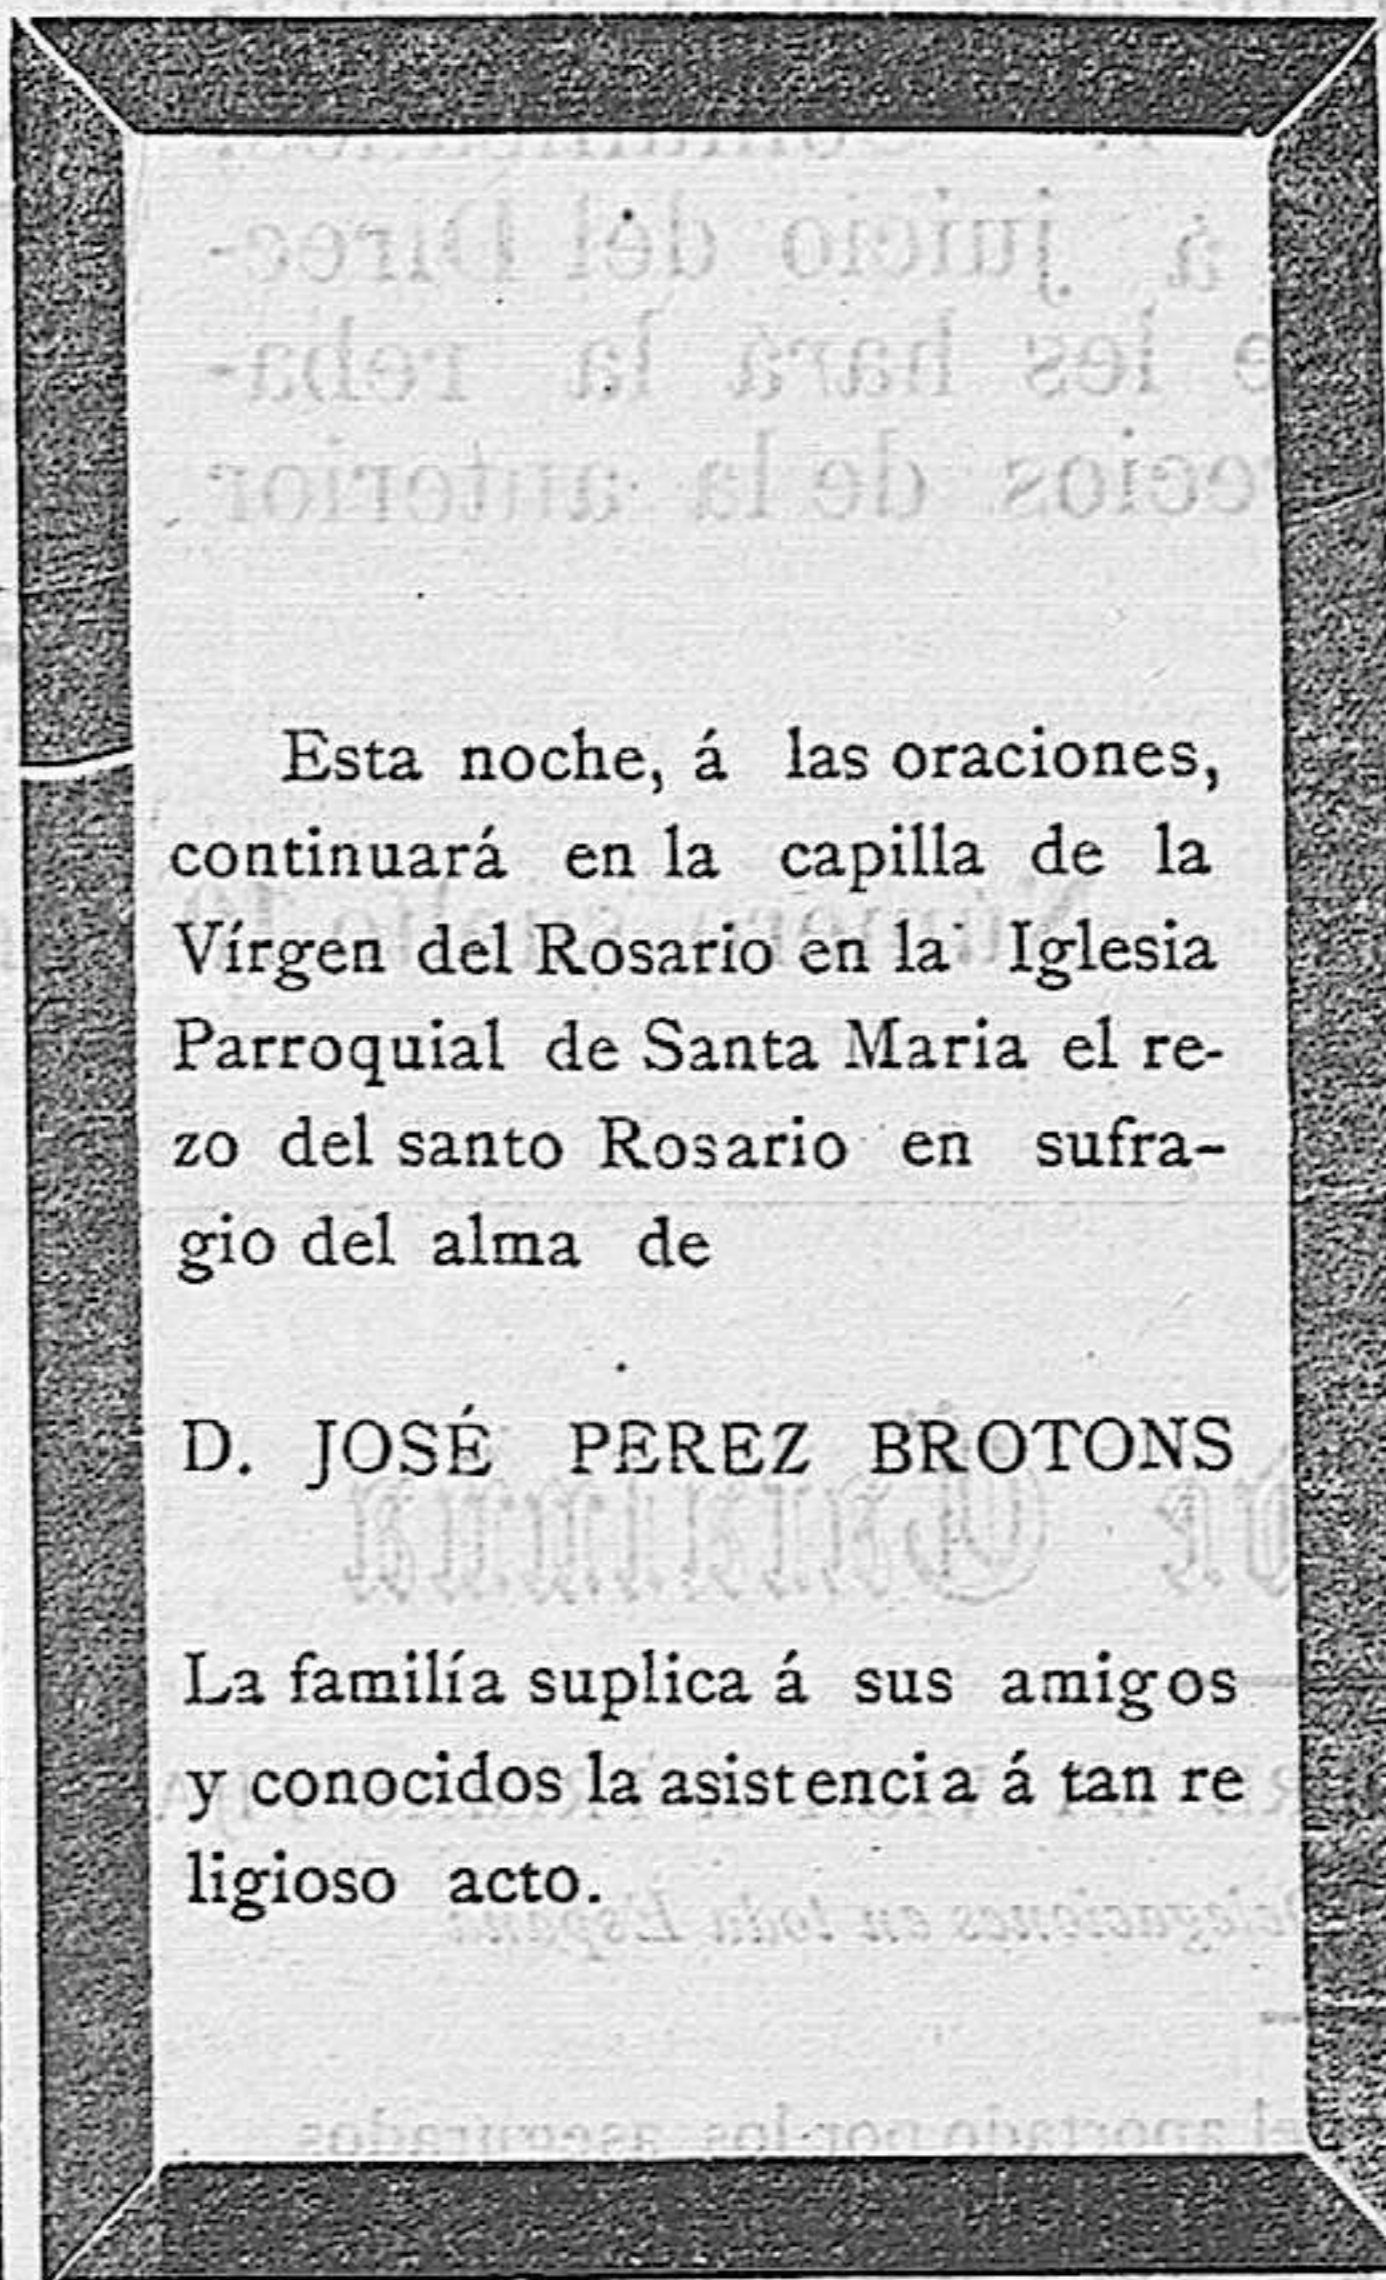 Esta noche, á las oraciones,
continuará en la capilla de la
Vírgen del Rosario en la Iglesia
Parroquial de Santa Maria el re-
zo del santo Rosario en sufra-
gio del alma de
D. JOSÉ PEREZ BROTONS
La familía suplica á sus amigos
y conocidos la asistencia á tan re
ligioso acto.